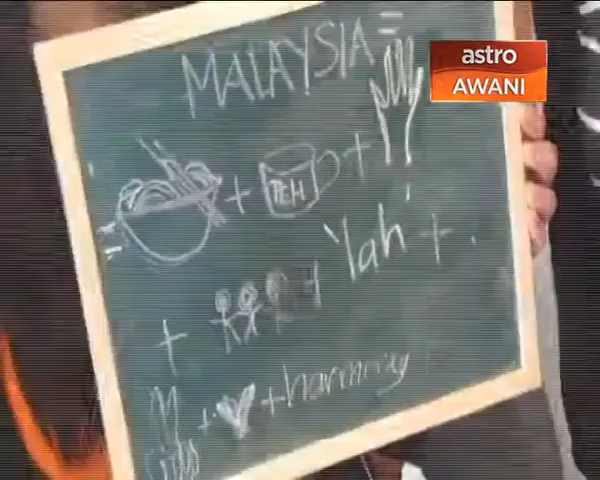 MALAYSIA =
astro
AWANI
+ TEH +
'lah' +
+
+ + harmony